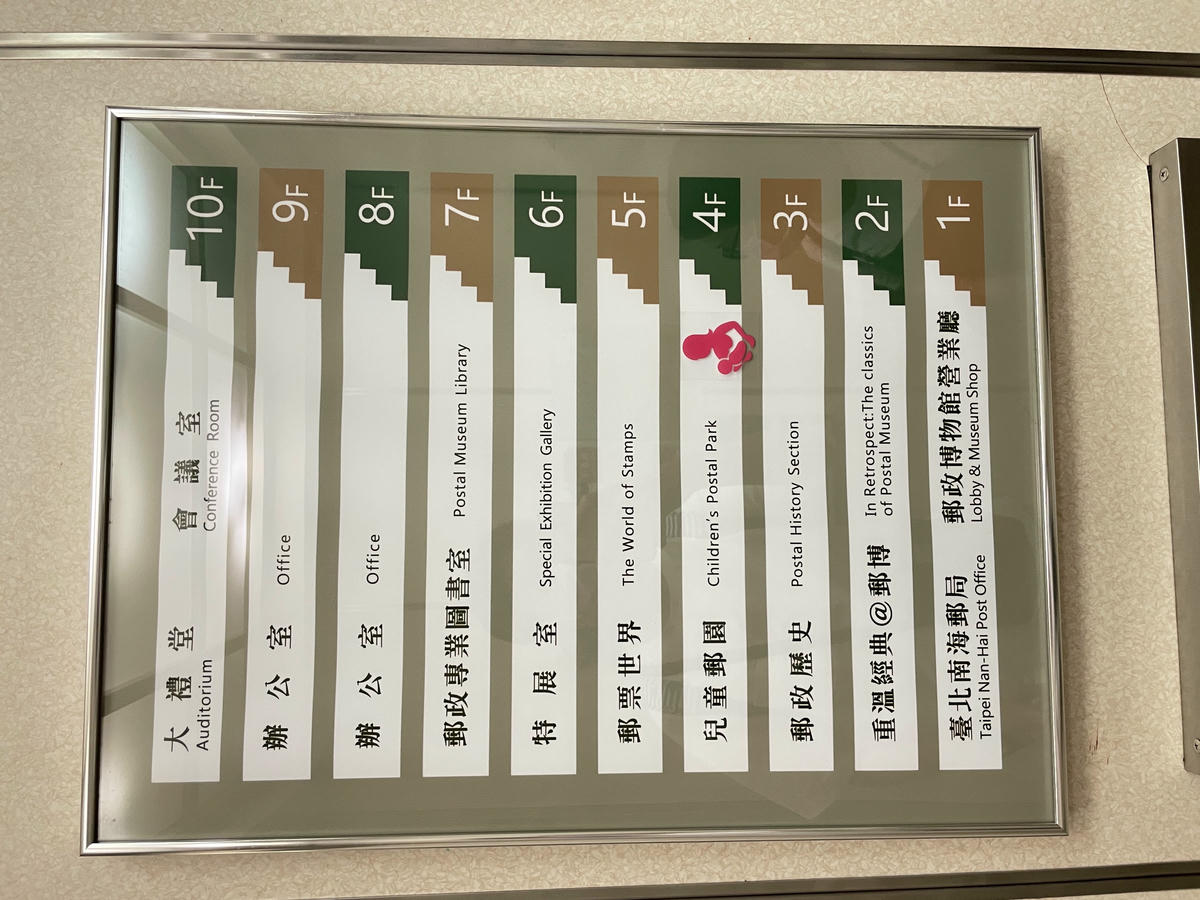 大禮堂 會議室 10F
Auditorium Conference Room
辦公室 Office 9F
辦公室 Office 8F
郵政專業圖書室 Postal Museum Library 7F
特展室 Special Exhibition Gallery 6F
郵票世界 The World of Stamps 5F
兒童郵園 Children's Postal Park 4F
郵政歷史 Postal History Section 3F
重溫經典@郵博 In Retrospect:The classics 2F
of Postal Museum
臺北南海郵局 郵政博物館營業廳 1F
Taipei Nan-Hai Post Office Lobby & Museum Shop